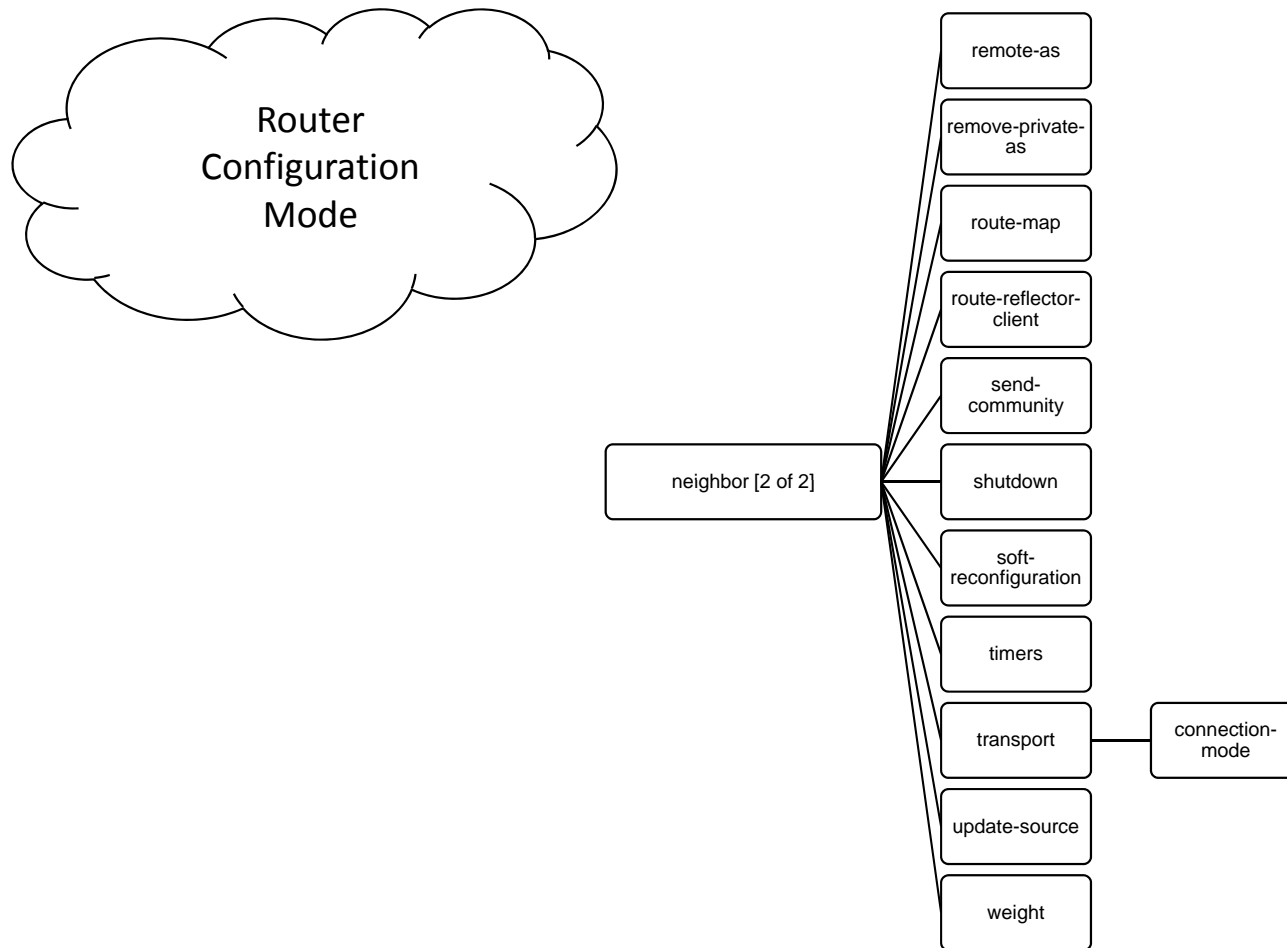 Router
Configuration
Mode
remote-as
remove-private-
as
route-map
route-reflector-
client
send-
community
neighbor [2 of 2]
shutdown
soft-
reconfiguration
timers
transport
connection-
mode
update-source
weight